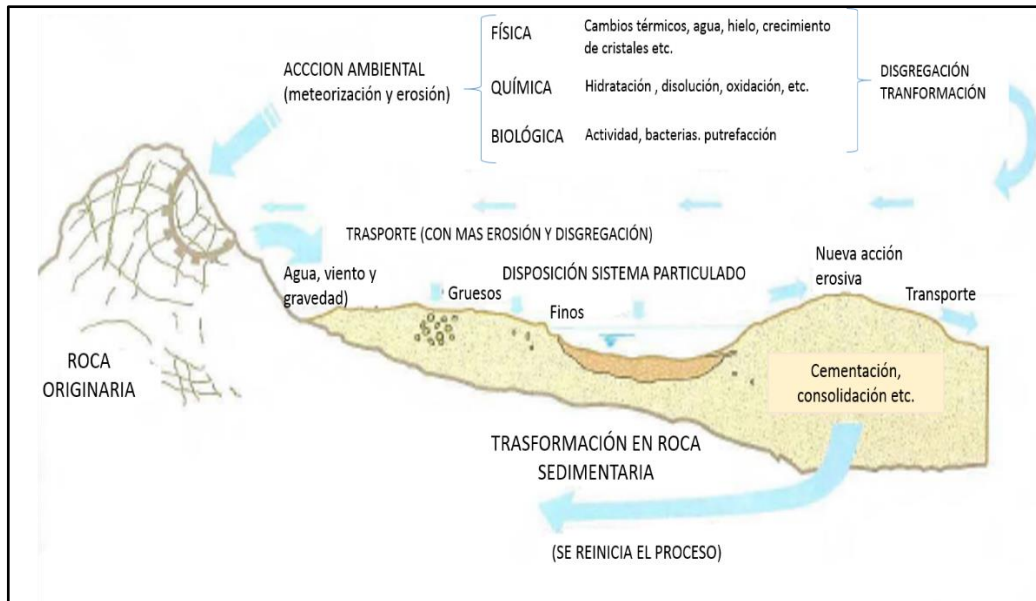 FÍSICA
Cambios térmicos, agua, hielo, crecimiento
de cristales etc.
ACCCION AMBIENTAL
(meteorización y erosión)
QUÍMICA
Hidratación , disolución, oxidación, etc.
DISGREGACIÓN
TRANFORMACIÓN
BIOLÓGICA
Actividad, bacterias. putrefacción
TRASPORTE (CON MAS EROSIÓN Y DISGREGACIÓN)
Agua, viento y
gravedad)
DISPOSICIÓN SISTEMA PARTICULADO
Gruesos
Finos
Nueva acción
erosiva
Transporte
ROCA
ORIGINARIA
Cementación,
consolidación etc.
TRASFORMACIÓN EN ROCA
SEDIMENTARIA
(SE REINICIA EL PROCESO)